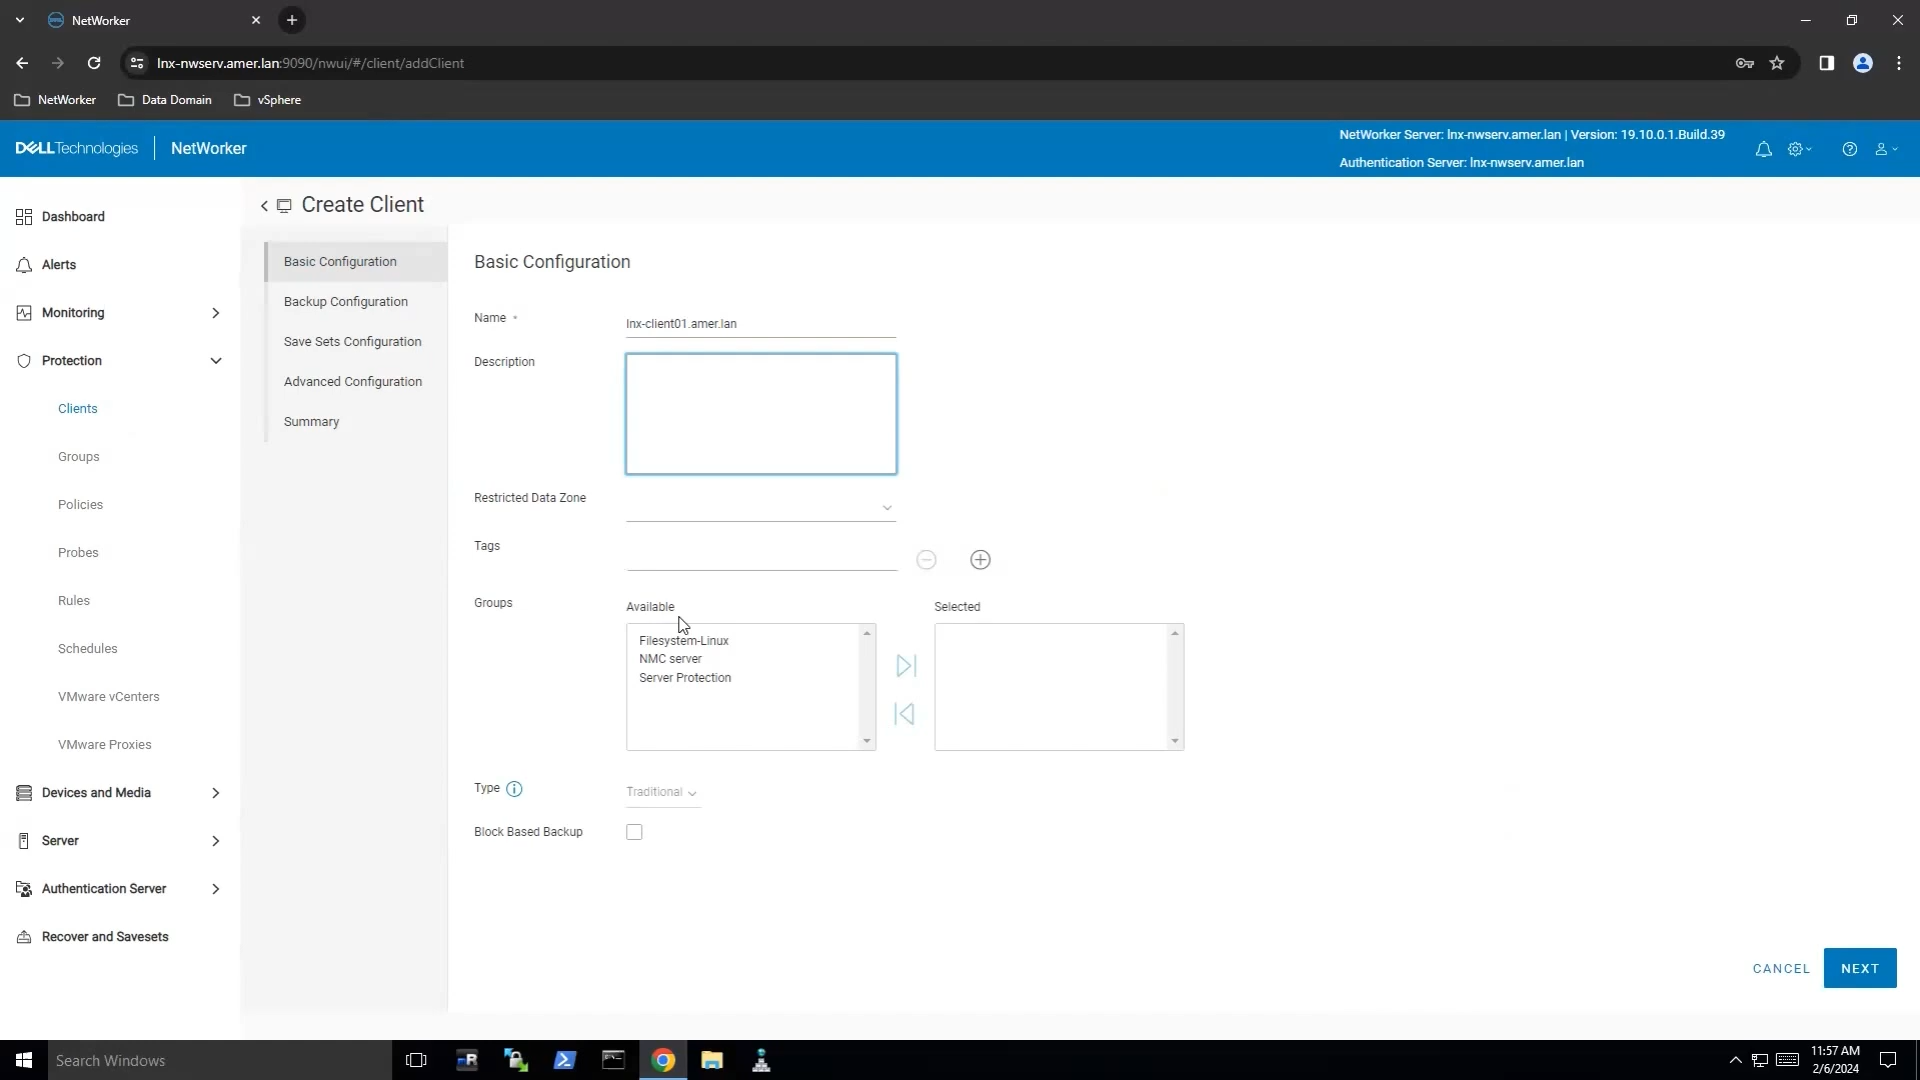 NetWorker
lnx-nwserv.amer.lan:9090/nwui/#/client/addClient
NetWorker
Data Domain
vSphere
DELLTechnologies
NetWorker
NetWorker Server: lnx-nwserv.amer.lan | Version: 19.10.0.1.Build.39
Authentication Server: lnx-nwserv.amer.lan
Dashboard
Alerts
Monitoring
Protection
Clients
Groups
Policies
Probes
Rules
Schedules
VMware vCenters
VMware Proxies
Devices and Media
Server
Authentication Server
Recover and Savesets
Create Client
Basic Configuration
Backup Configuration
Save Sets Configuration
Advanced Configuration
Summary
Basic Configuration
Name *
lnx-client01.amer.lan
Description
Restricted Data Zone
Tags
Groups
Available
Selected
Filesystem-Linux
NMC server
Server Protection
Type
Traditional
Block Based Backup
CANCEL
NEXT
Search Windows
11:57 AM
2/6/2024